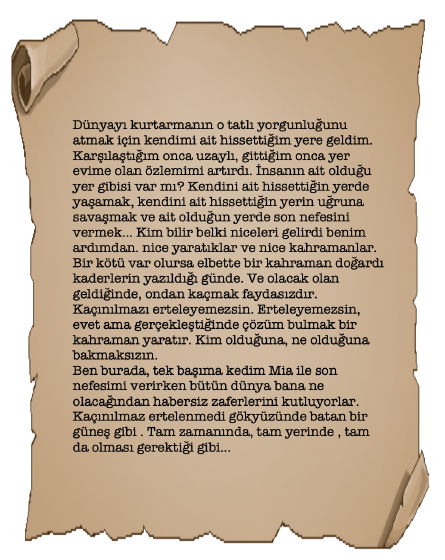 Dünyayı kurtarmanın o tatlı yorgunluğunu
atmak için kendimi ait hissettiğim yere geldim.
Karşılaştığım onca uzaylı, gittiğim onca yer
evime olan özlemimi artırdı. İnsanın ait olduğu
yer gibisi var mı? Kendini ait hissettiğin yerde
yaşamak, kendini ait hissettiğin yerin uğruna
savaşmak ve ait olduğun yerde son nefesini
vermek... Kim bilir belki niceleri gelirdi benim
ardımdan. nice yaratıklar ve nice kahramanlar.
Bir kötü var olursa elbette bir kahraman doğardı
kaderlerin yazıldığı günde. Ve olacak olan
geldiğinde, ondan kaçmak faydasızdır.
Kaçınılmazı erteleyemezsin. Erteleyemezsin,
evet ama gerçekleştiğinde çözüm bulmak bir
kahraman yaratır. Kim olduğuna, ne olduğuna
bakmaksızın.
Ben burada, tek başıma kedim Mia ile son
nefesimi verirken bütün dünya bana ne
olacağından habersiz zaferlerini kutluyorlar.
Kaçınılmaz ertelenmedi gökyüzünde batan bir
güneş gibi . Tam zamanında, tam yerinde , tam
da olması gerektiği gibi...